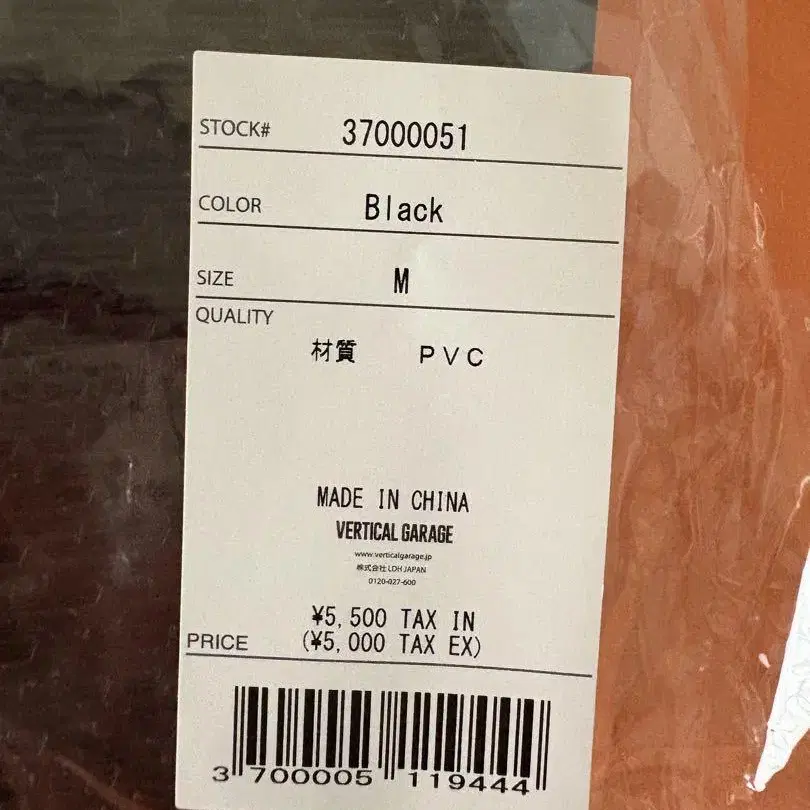 STOCK# 37000051
COLOR Black
SIZE M
QUALITY
材質 PVC
MADE IN CHINA
VERTICAL GARAGE
www.verticalgarage.jp
株式会社 LDH JAPAN
0120-027-600
¥5,500 TAX IN
PRICE (¥5,000 TAX EX)
3 700005 119444